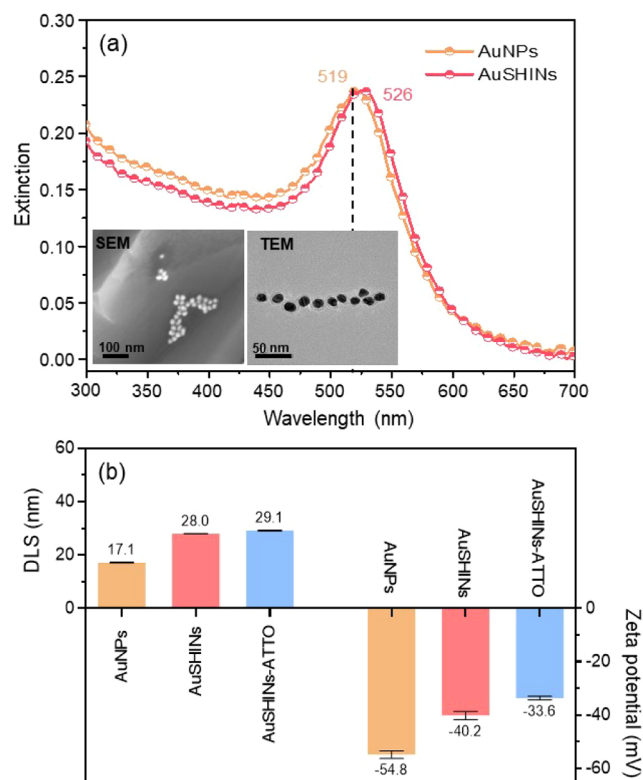 (a)
AuNPs
AuSHINs
519
526
0.30
0.25
0.20
0.15
0.10
0.05
0.00
Extinction
SEM
100 nm
TEM
50 nm
300 350 400 450 500 550 600 650 700
Wavelength (nm)
(b)
60
40
20
0
DLS (nm)
17.1
28.0
29.1
AuNPs
AuSHINs
AuSHINs-ATTO
AuNPs
AuSHINs
AuSHINs-ATTO
-54.8
-40.2
-33.6
0
-20
-40
-60
Zeta potential (mV)